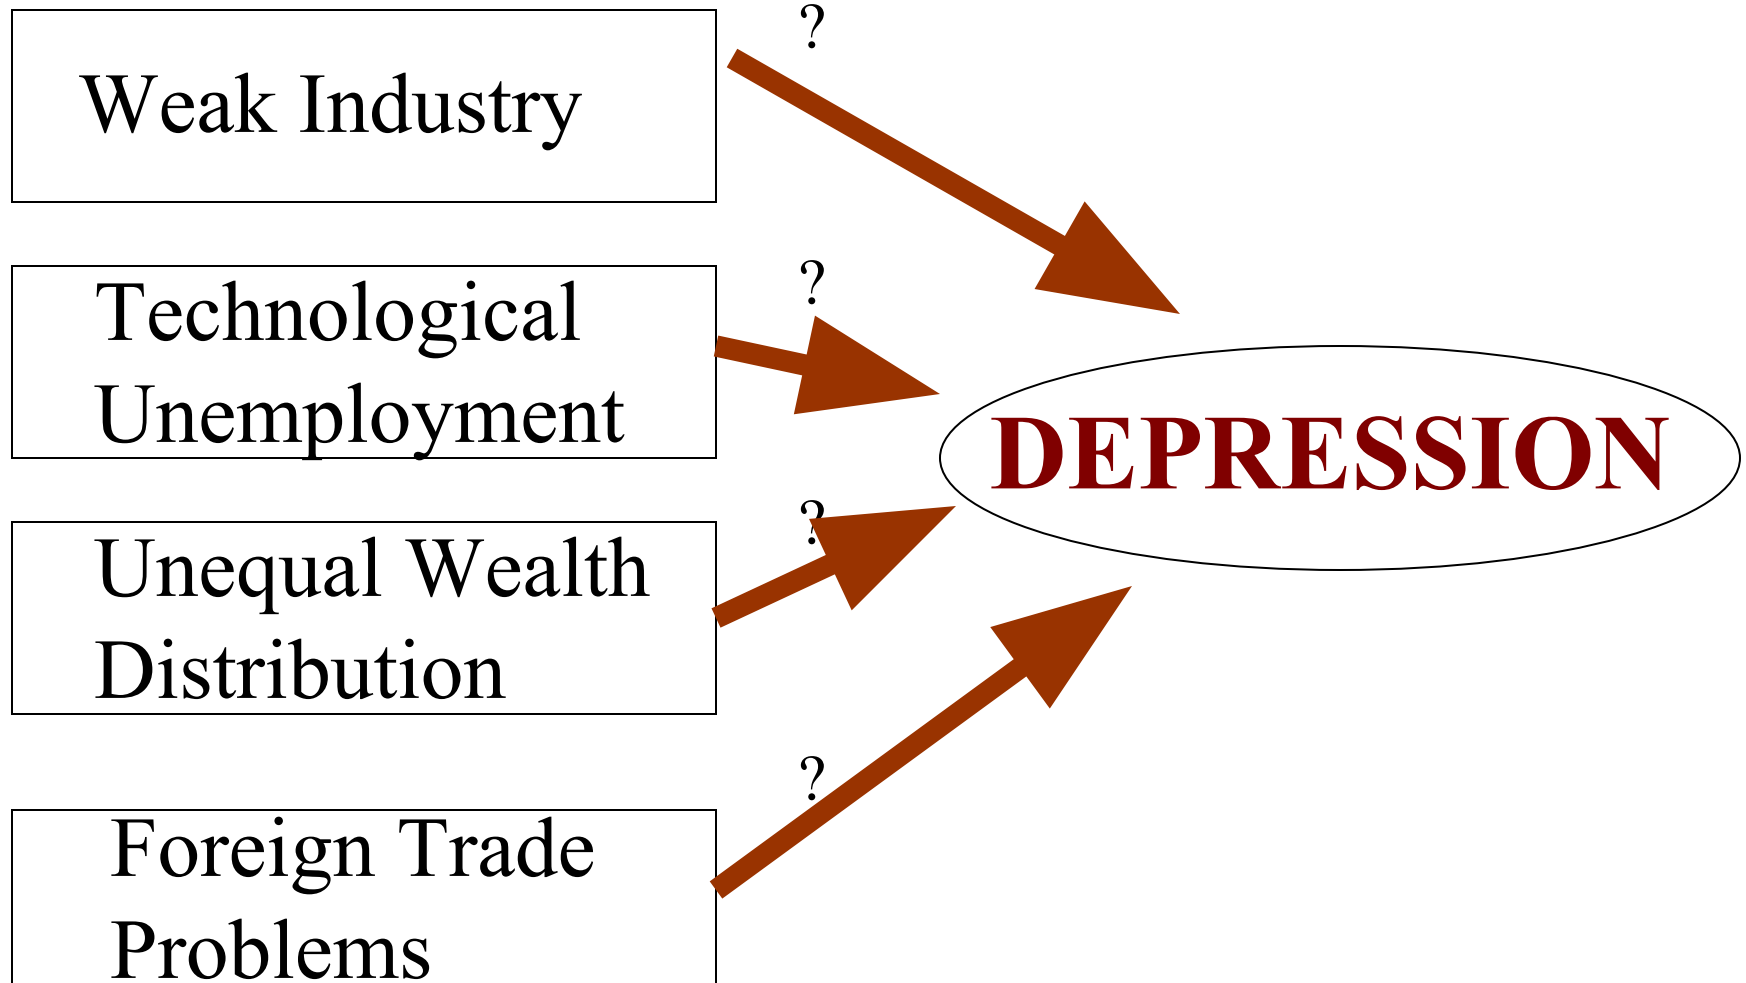 ?
Weak Industry
?
Technological
Unemployment
DEPRESSION
?
Unequal Wealth
Distribution
?
Foreign Trade
Problems